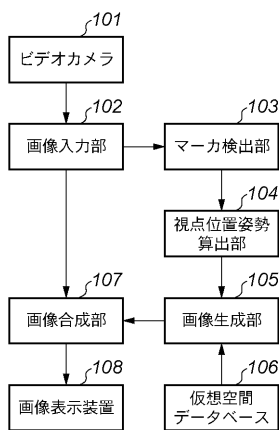 101
ビデオカメラ
102
画像入力部
103
マーカ検出部
104
視点位置姿勢
算出部
105
画像生成部
106
仮想空間
データベース
107
画像合成部
108
画像表示装置